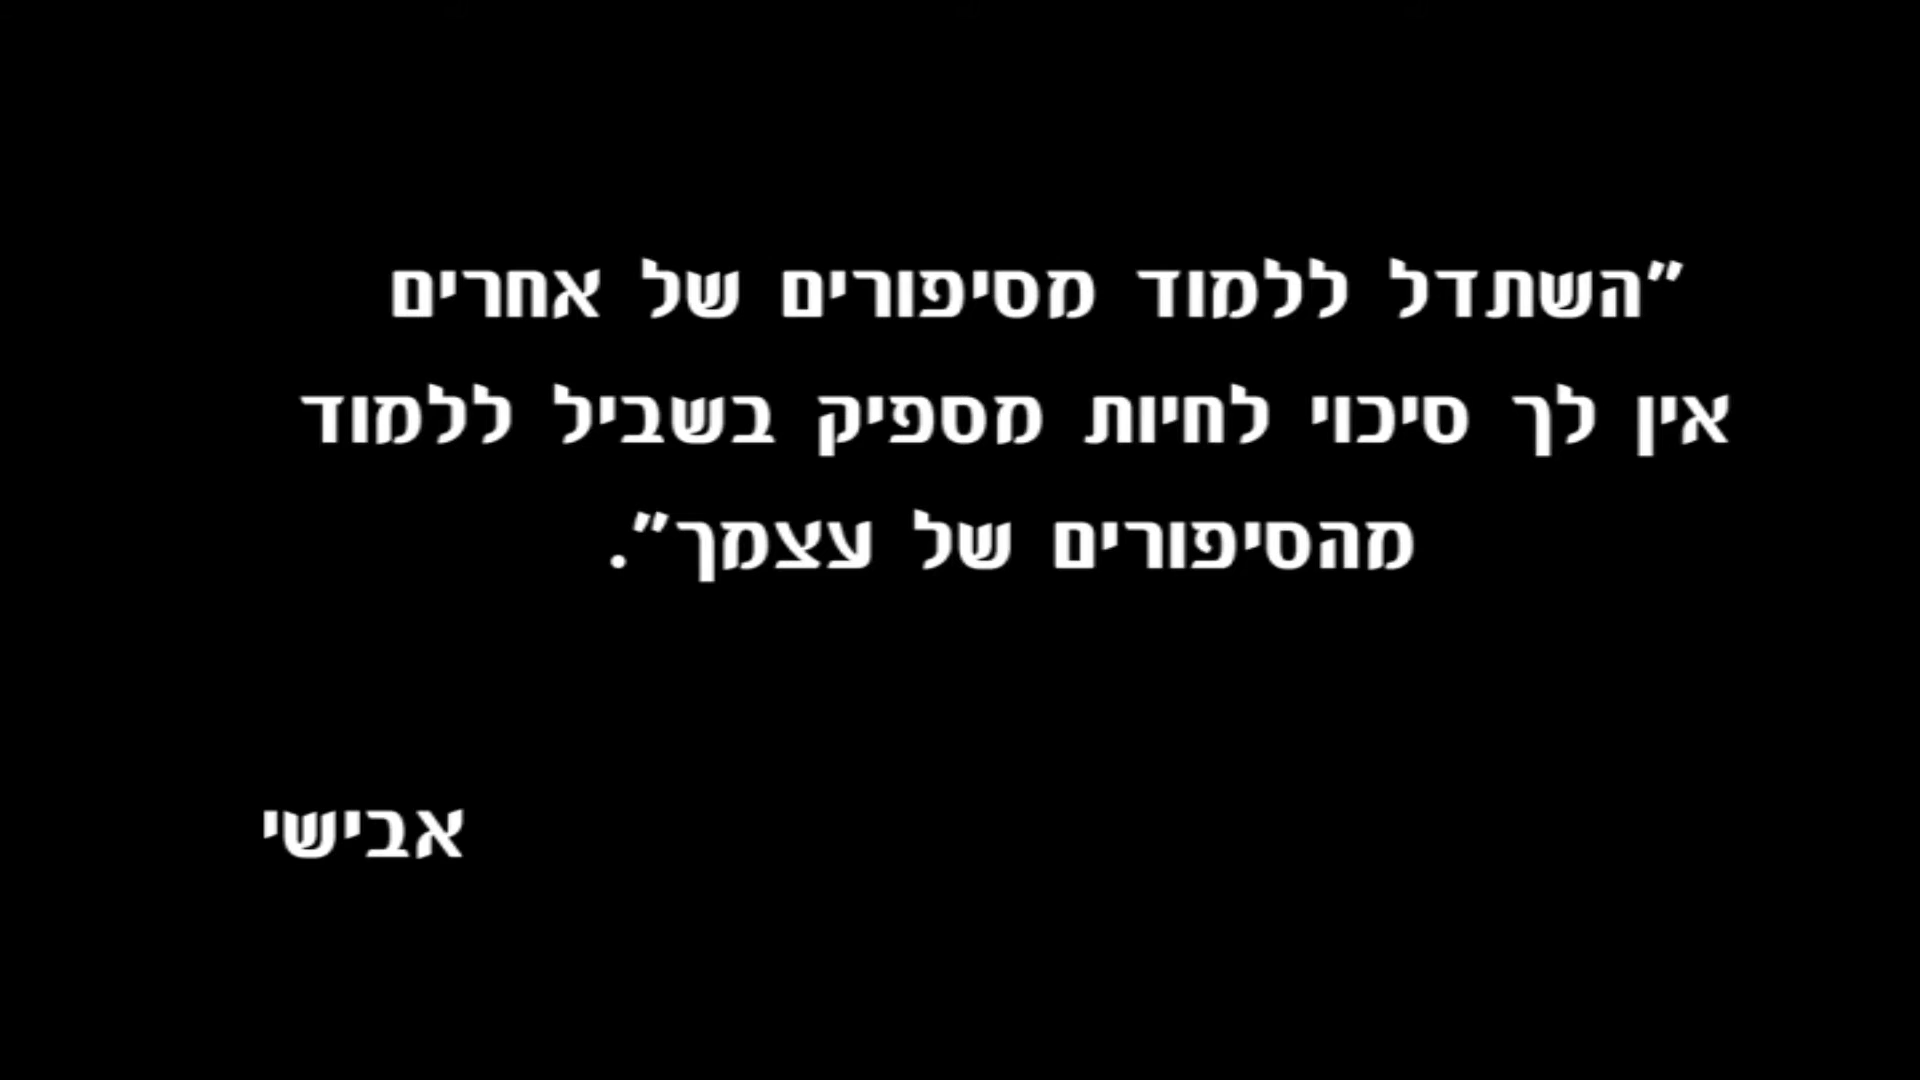 "השתדל ללמוד מסיפורים של אחרים
אין לך סיכוי לחיות מספיק בשביל ללמוד
מהסיפורים של עצמך".
אבישי